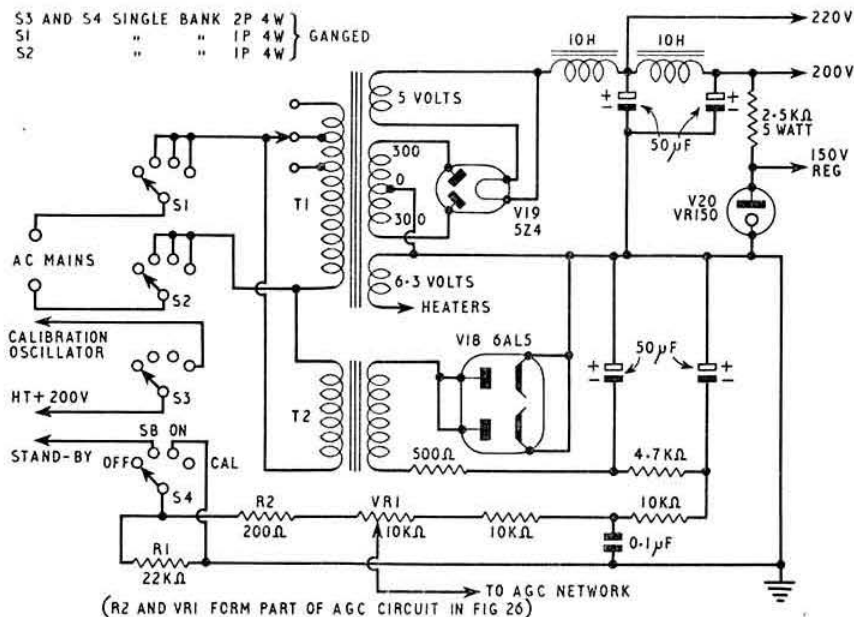 S3 AND S4 SINGLE BANK 2P 4W
S1 " " 1P 4W
S2 " " 1P 4W
GANGED
10H
10H
220V
200V
5 VOLTS
+
-
50µF
+
-
2·5KΩ
5 WATT
150V
REG
300
0
300
T1
V19
5Z4
V20
VR150
S1
AC MAINS
S2
6·3 VOLTS
HEATERS
CALIBRATION
OSCILLATOR
V18 6AL5
S3
HT+200V
T2
+
-
50µF
+
-
SB ON
STAND-BY
OFF
CAL
S4
500Ω
4·7KΩ
R2
200Ω
VR1
10KΩ
10KΩ
10KΩ
R1
22KΩ
0·1µF
TO AGC NETWORK
(R2 AND VR1 FORM PART OF AGC CIRCUIT IN FIG 26)